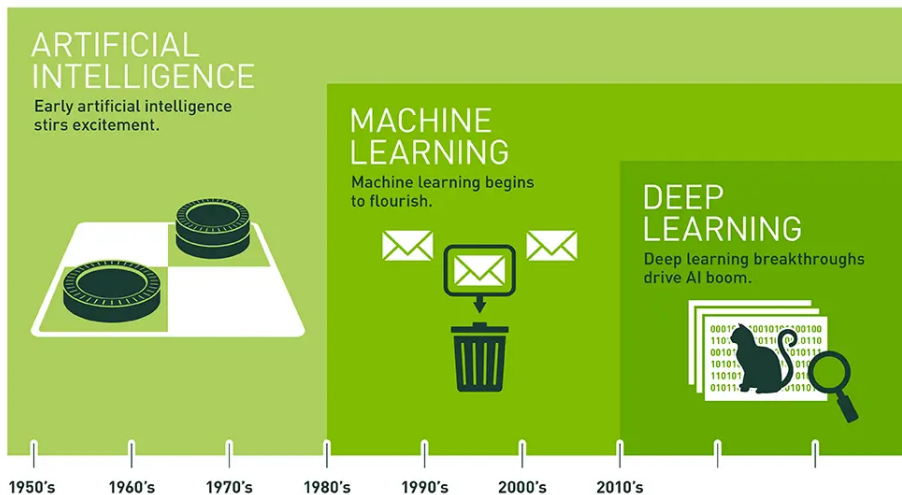 ARTIFICIAL
INTELLIGENCE
Early artificial intelligence
stirs excitement.
MACHINE
LEARNING
Machine learning begins
to flourish.
DEEP
LEARNING
Deep learning breakthroughs
drive AI boom.
1950's
1960's
1970's
1980's
1990's
2000's
2010's